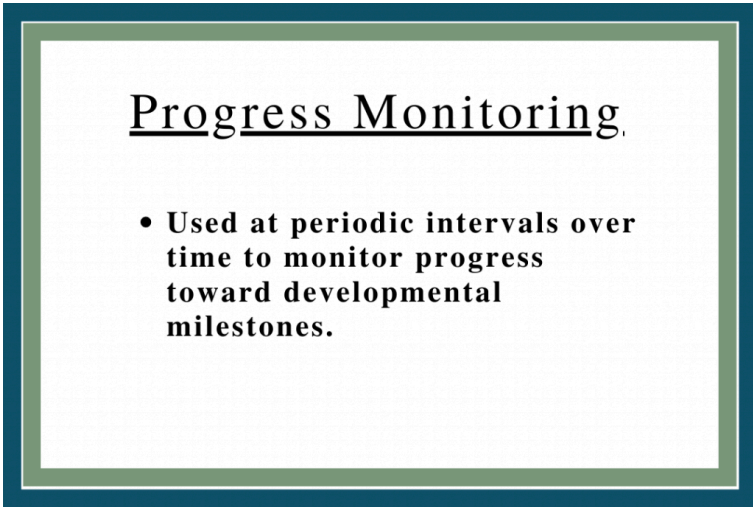 Progress Monitoring
• Used at periodic intervals over
time to monitor progress
toward developmental
milestones.